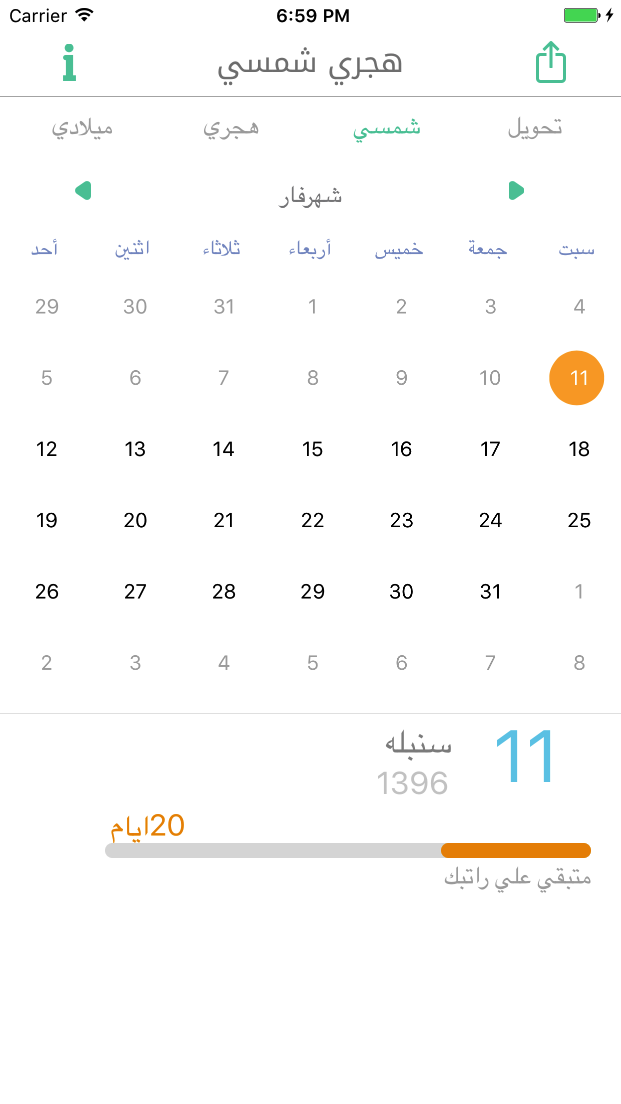 Carrier 6:59 PM
هجري شمسي
تحويل شمسي هجري ميلادي
شهرفار
أحد اثنين ثلاثاء أربعاء خميس جمعة سبت
29 30 31 1 2 3 4
5 6 7 8 9 10 11
12 13 14 15 16 17 18
19 20 21 22 23 24 25
26 27 28 29 30 31 1
2 3 4 5 6 7 8
11 سنبله
1396
20ايام
متبقي علي راتبك